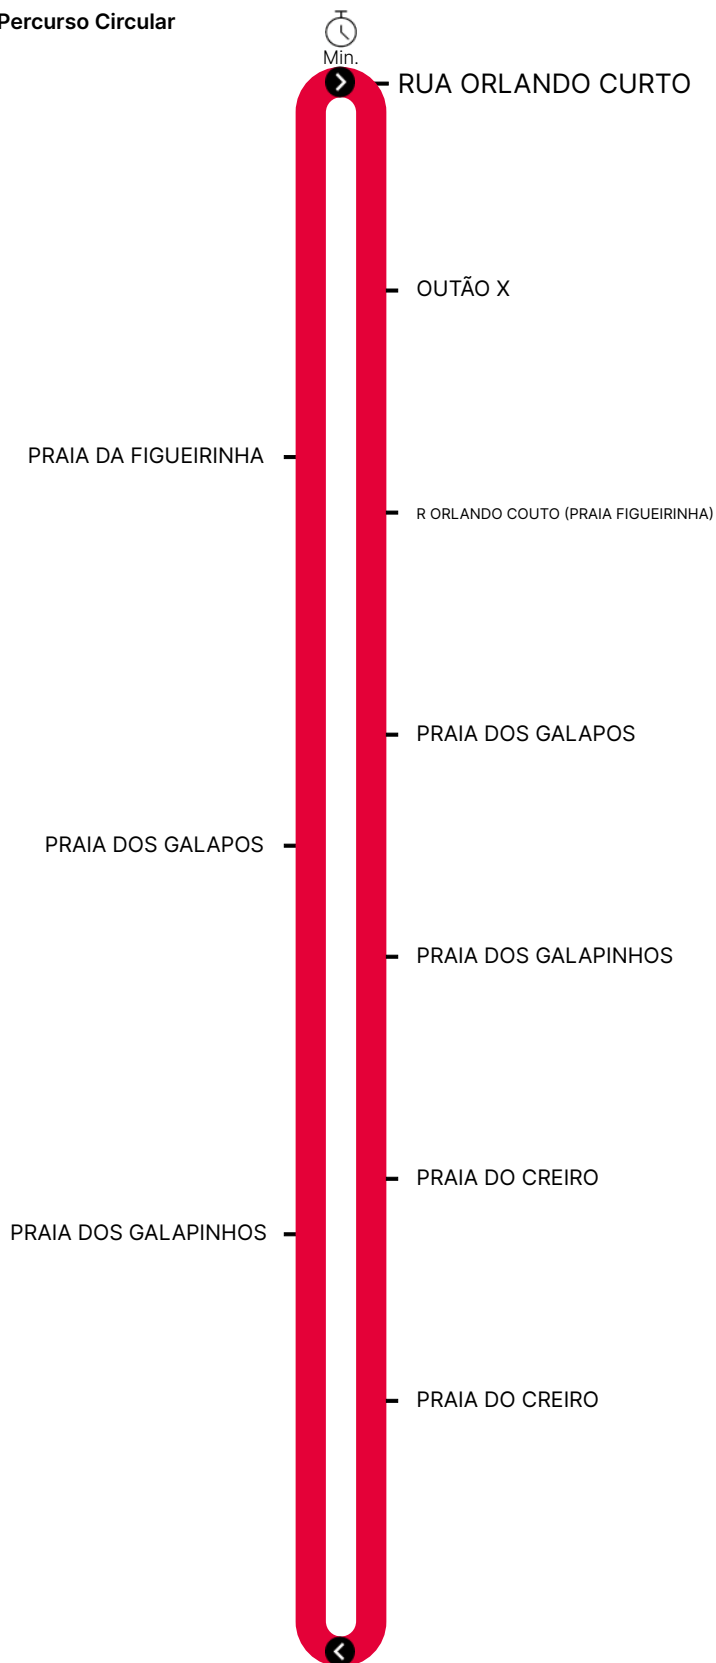 Percurso Circular
Min.
RUA ORLANDO CURTO
OUTÃO X
PRAIA DA FIGUEIRINHA
R ORLANDO COUTO (PRAIA FIGUEIRINHA)
PRAIA DOS GALAPOS
PRAIA DOS GALAPOS
PRAIA DOS GALAPINHOS
PRAIA DO CREIRO
PRAIA DOS GALAPINHOS
PRAIA DO CREIRO